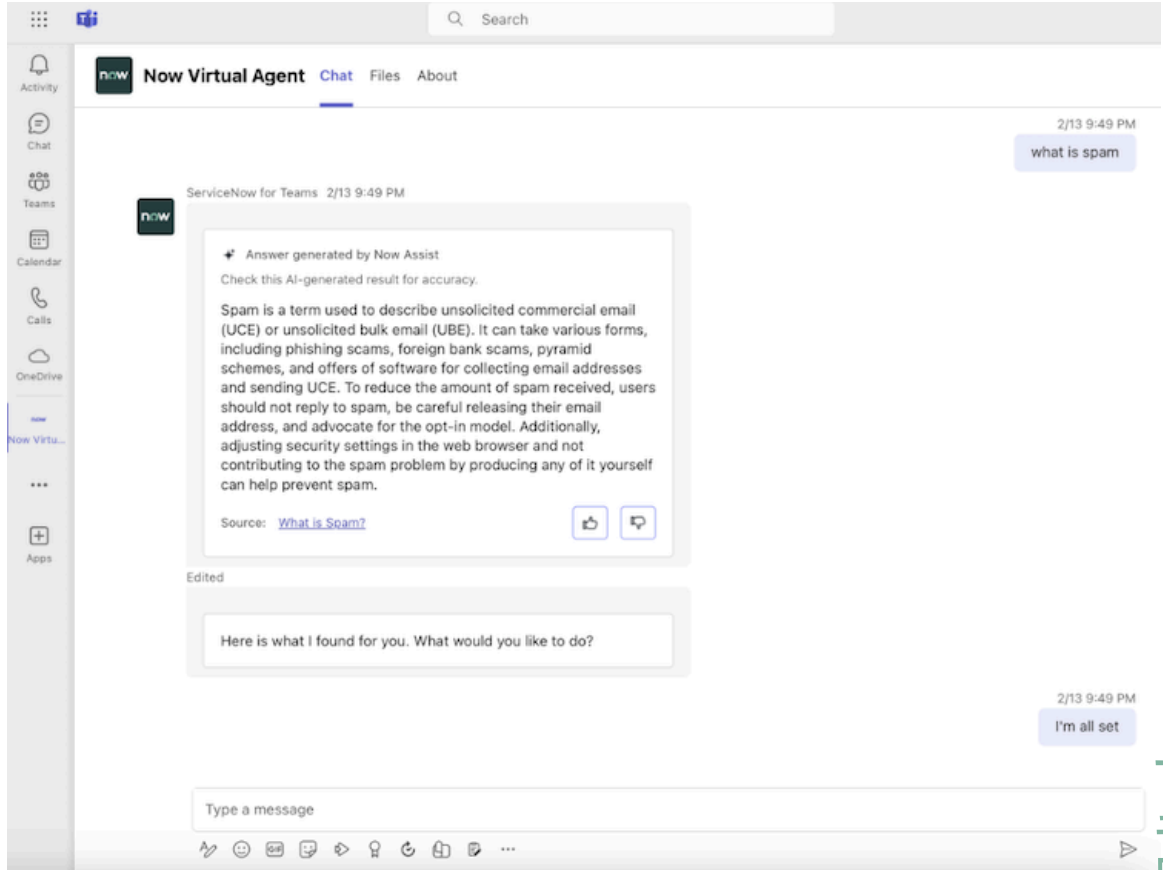 Search
now
Now Virtual Agent
Chat
Files
About
Activity
Chat
Teams
Calendar
Calls
OneDrive
now
Now Virtu...
Apps
2/13 9:49 PM
what is spam
ServiceNow for Teams 2/13 9:49 PM
now
Answer generated by Now Assist
Check this AI-generated result for accuracy.
Spam is a term used to describe unsolicited commercial email
(UCE) or unsolicited bulk email (UBE). It can take various forms,
including phishing scams, foreign bank scams, pyramid
schemes, and offers of software for collecting email addresses
and sending UCE. To reduce the amount of spam received, users
should not reply to spam, be careful releasing their email
address, and advocate for the opt-in model. Additionally,
adjusting security settings in the web browser and not
contributing to the spam problem by producing any of it yourself
can help prevent spam.
Source: What is Spam?
Edited
Here is what I found for you. What would you like to do?
2/13 9:49 PM
I'm all set
Type a message
GIF